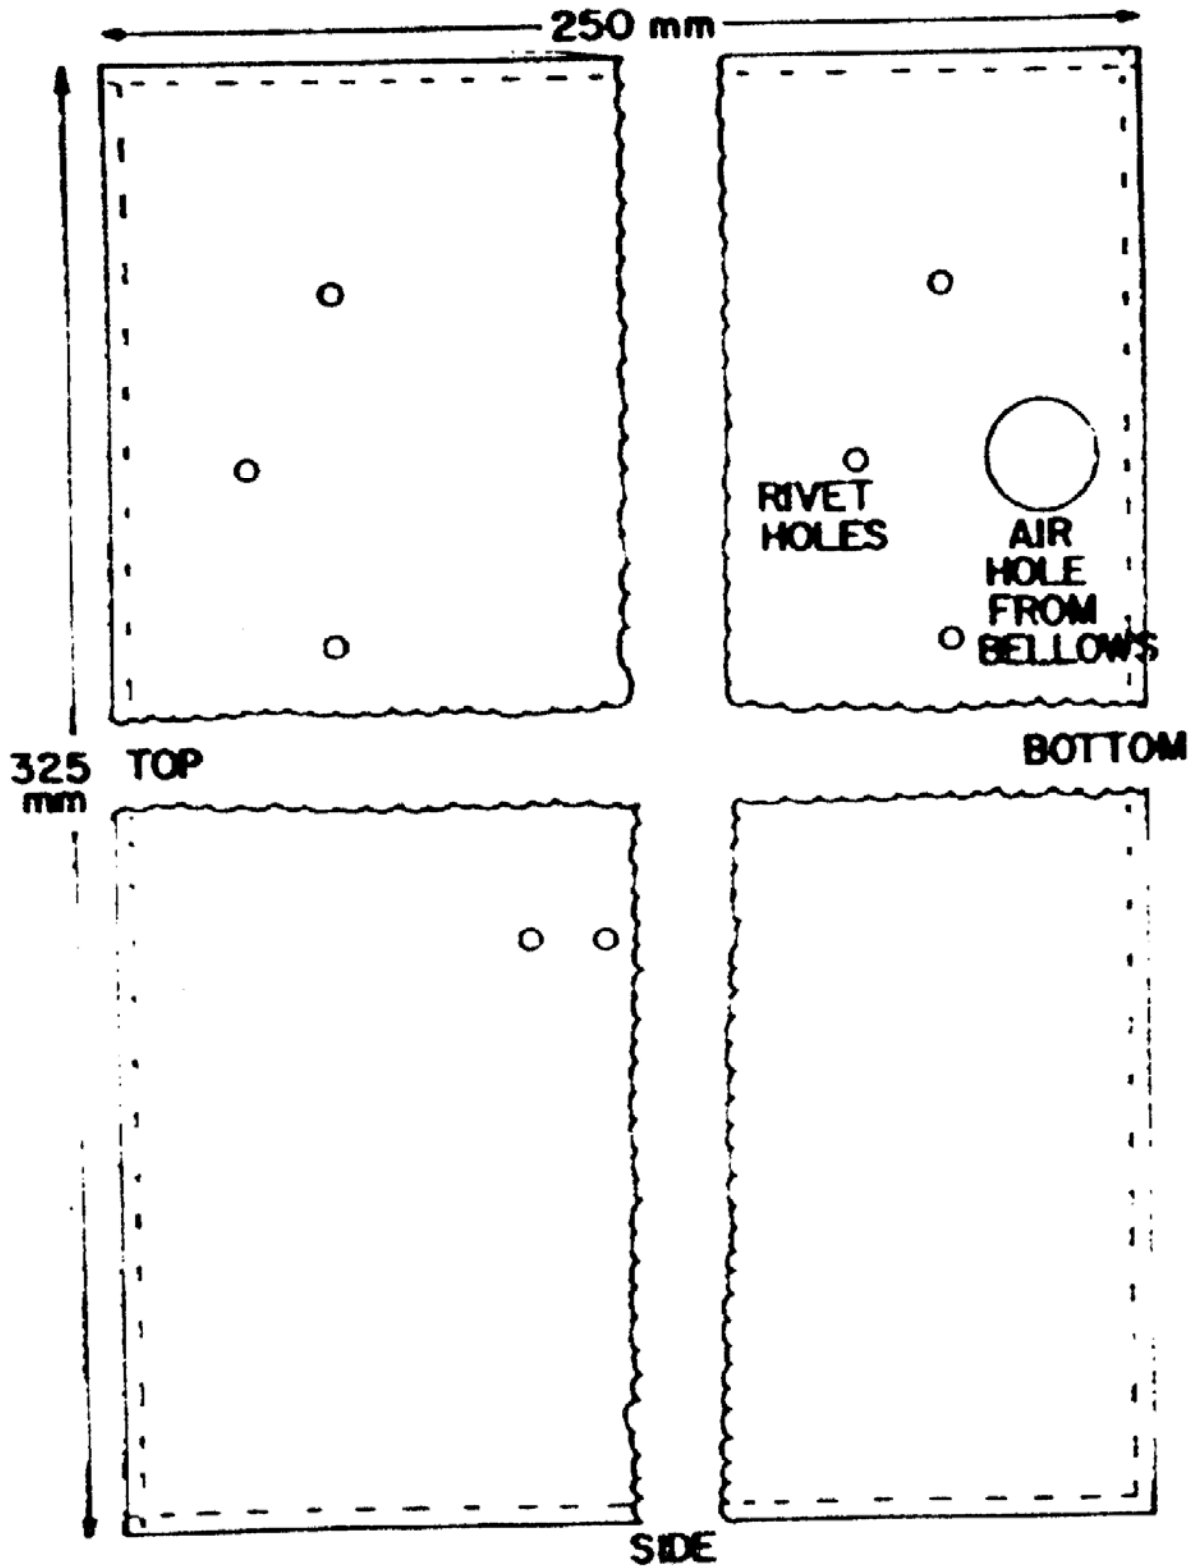 250 mm
RIVET
HOLES
AIR
HOLE
FROM
BELLOWS
325
mm
TOP
BOTTOM
SIDE